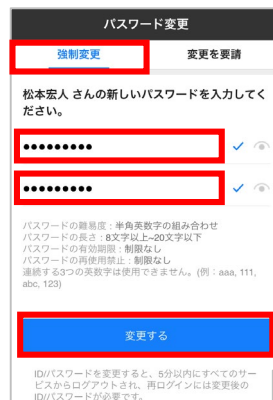 パスワード変更
強制変更 変更を要請
松本宏人 さんの新しいパスワードを入力してく
ださい。
●●●●●●●●●
●●●●●●●●●
パスワードの難易度：半角英数字の組み合わせ
パスワードの長さ：8文字以上~20文字以下
パスワードの有効期限：制限なし
パスワードの再使用禁止：制限なし
連続する3つの英数字は使用できません。(例：aaa, 111,
abc, 123)
変更する
ID/パスワードを変更すると、5分以内にすべてのサー
ビスからログアウトされ、再ログインには変更後の
ID/パスワードが必要です。